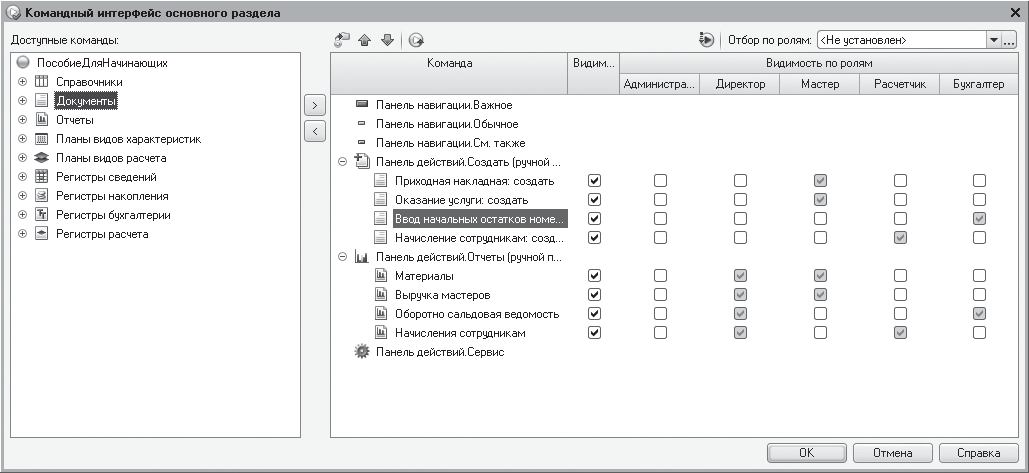 Командный интерфейс основного раздела
Доступные команды:
Отбор по ролям: <Не установлен>
ПособиеДляНачинающих
Справочники
Документы
Отчеты
Планы видов характеристик
Планы видов расчета
Регистры сведений
Регистры накопления
Регистры бухгалтерии
Регистры расчета
Команда
Видим...
Видимость по ролям
Администра...
Директор
Мастер
Расчетчик
Бухгалтер
Панель навигации.Важное
Панель навигации.Обычное
Панель навигации.См. также
Панель действий.Создать (ручной ...
Приходная накладная: создать
Оказание услуги: создать
Ввод начальных остатков номе...
Начисление сотрудникам: созд...
Панель действий.Отчеты (ручной п...
Материалы
Выручка мастеров
Оборотно сальдовая ведомость
Начисления сотрудникам
Панель действий.Сервис
OK
Отмена
Справка